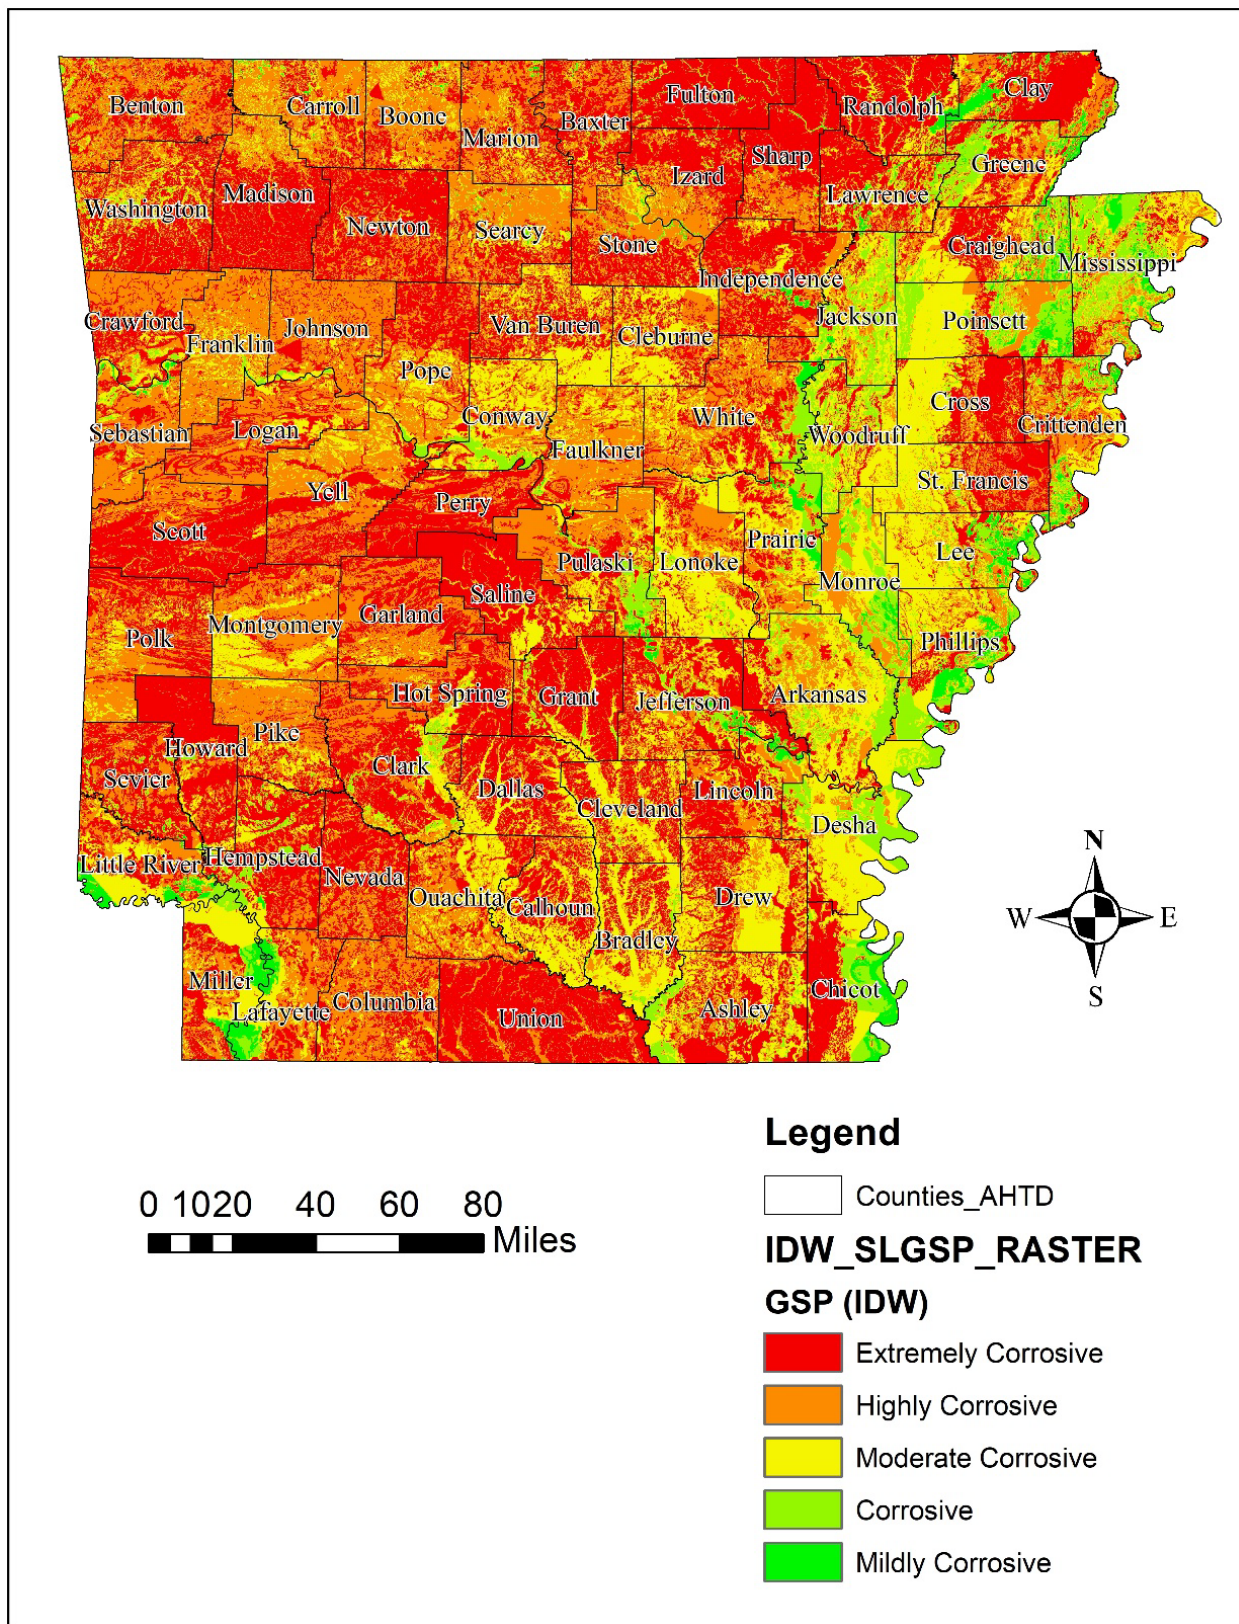 Benton
Carroll
Boone
Marion
Baxter
Fulton
Randolph
Clay
Sharp
Izard
Greene
Lawrence
Washington
Madison
Newton
Searcy
Stone
Independence
Craighead
Mississippi
Crawford
Franklin
Johnson
Van Buren
Cleburne
Jackson
Poinsett
Pope
Conway
White
Cross
Crittenden
Sebastian
Logan
Faulkner
Woodruff
St. Francis
Yell
Perry
Scott
Pulaski
Lonoke
Prairie
Lee
Monroe
Saline
Polk
Montgomery
Garland
Phillips
Hot Spring
Grant
Jefferson
Arkansas
Howard
Pike
Sevier
Clark
Dallas
Cleveland
Lincoln
Desha
Little River
Hempstead
Nevada
Ouachita
Calhoun
Drew
Bradley
Miller
Lafayette
Columbia
Union
Ashley
Chicot
N
W E
S
Legend
Counties_AHTD
0 10 20 40 60 80
Miles
IDW_SLGSP_RASTER
GSP (IDW)
Extremely Corrosive
Highly Corrosive
Moderate Corrosive
Corrosive
Mildly Corrosive